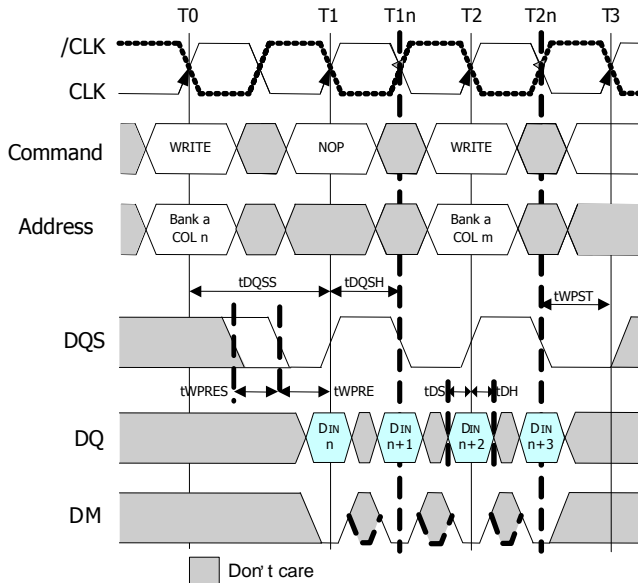 T0 T1 T1n T2 T2n T3
/CLK
CLK
Command WRITE NOP WRITE
Address Bank a COL n Bank a COL m
tDQSS tDQSH tWPST
DQS
tWPRES tWPRE tDS tDH
DQ DIN n DIN n+1 DIN n+2 DIN n+3
DM
Don't care